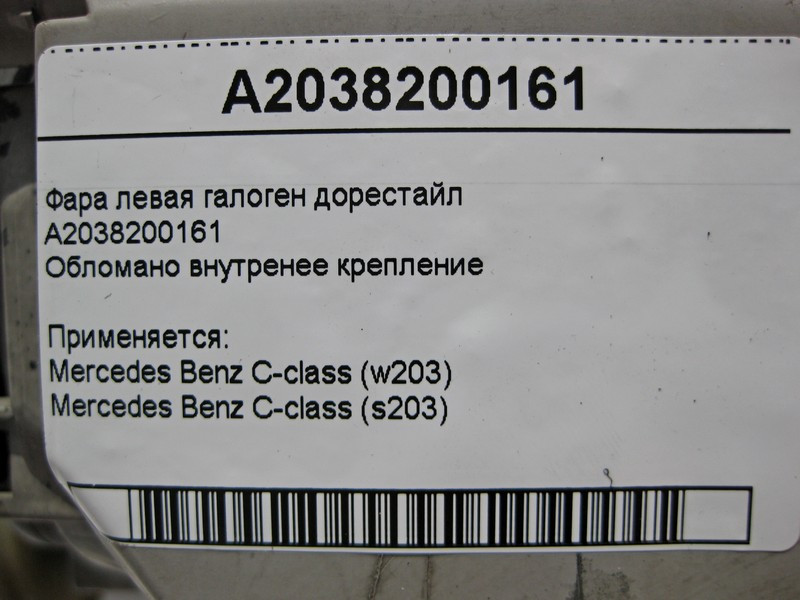 A2038200161
Фара левая галоген дорестайл
A2038200161
Обломано внутренее крепление
Применяется:
Mercedes Benz C-class (w203)
Mercedes Benz C-class (s203)